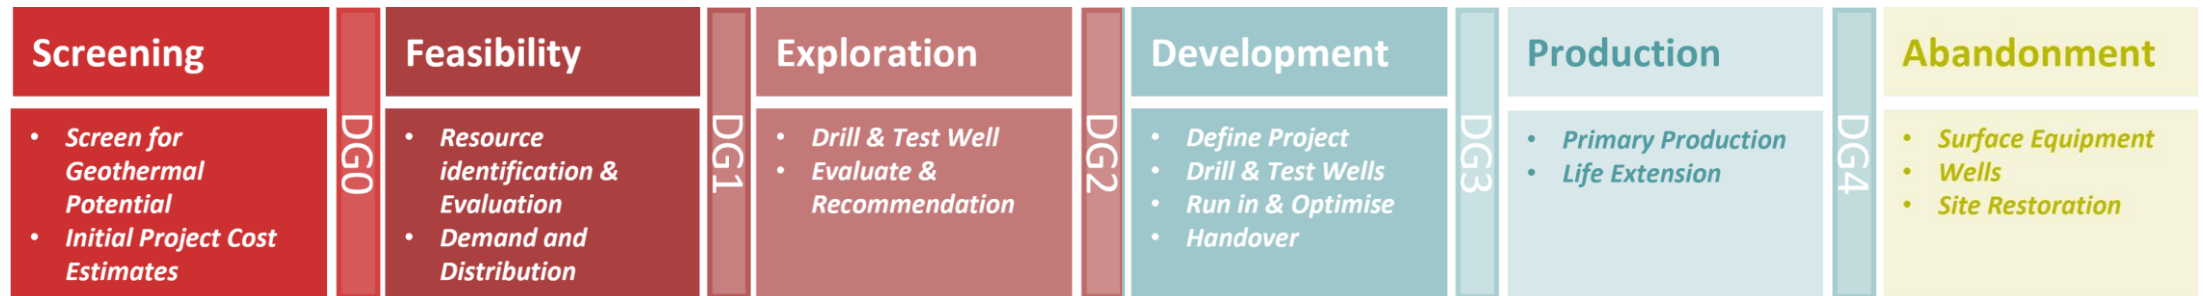 Screening
• Screen for
Geothermal
Potential
• Initial Project Cost
Estimates
DG0
Feasibility
• Resource
identification &
Evaluation
• Demand and
Distribution
DG1
Exploration
• Drill & Test Well
• Evaluate &
Recommendation
DG2
Development
• Define Project
• Drill & Test Wells
• Run in & Optimise
• Handover
DG3
Production
• Primary Production
• Life Extension
DG4
Abandonment
• Surface Equipment
• Wells
• Site Restoration